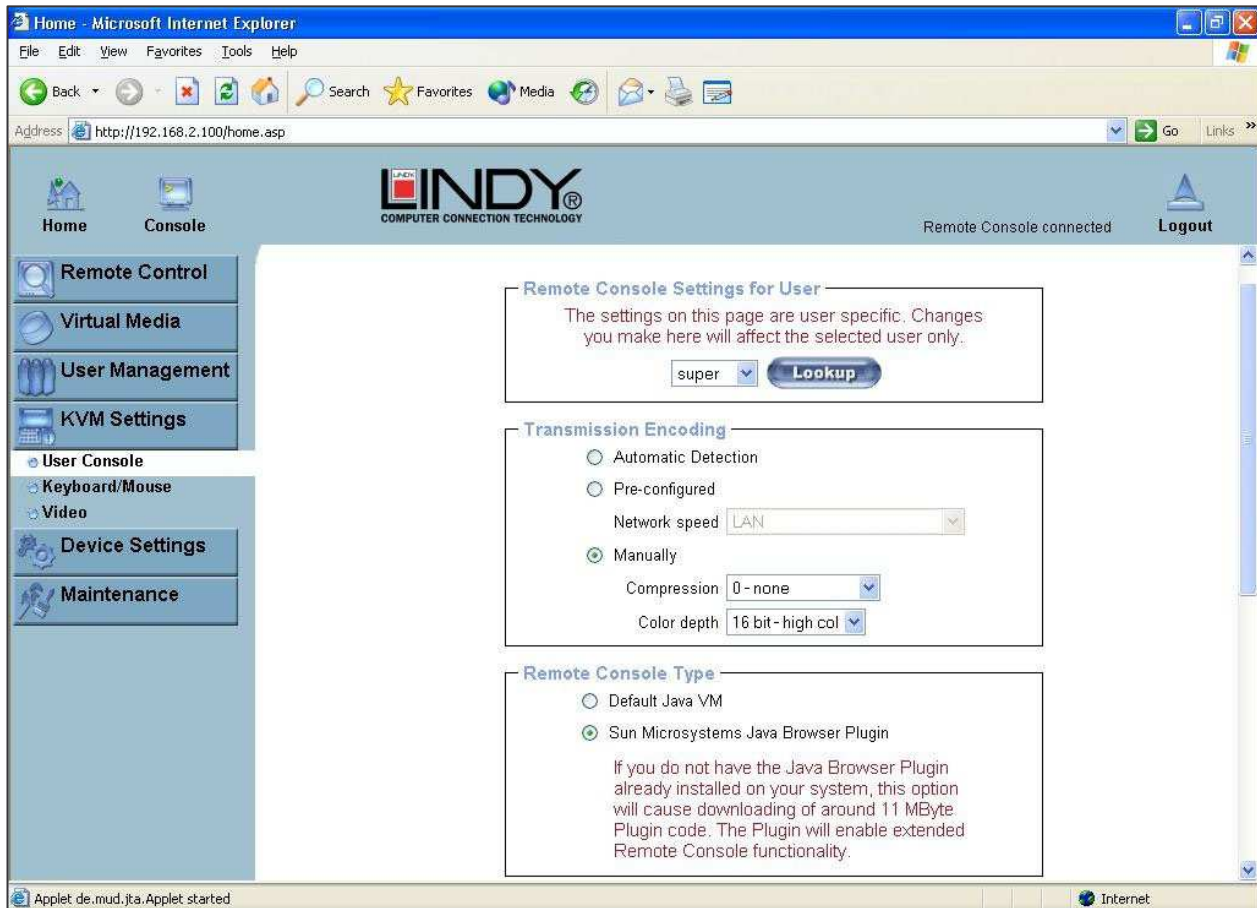 Home - Microsoft Internet Explorer
File Edit View Favorites Tools Help
Back Search Favorites Media
Address http://192.168.2.100/home.asp Go Links »
LINDY
LINDY®
COMPUTER CONNECTION TECHNOLOGY
Home Console Remote Console connected Logout
Remote Control
Virtual Media
User Management
KVM Settings
User Console
Keyboard/Mouse
Video
Device Settings
Maintenance
Remote Console Settings for User
The settings on this page are user specific. Changes
you make here will affect the selected user only.
super Lookup
Transmission Encoding
Automatic Detection
Pre-configured
Network speed LAN
Manually
Compression 0 - none
Color depth 16 bit - high col
Remote Console Type
Default Java VM
Sun Microsystems Java Browser Plugin
If you do not have the Java Browser Plugin
already installed on your system, this option
will cause downloading of around 11 MByte
Plugin code. The Plugin will enable extended
Remote Console functionality.
Applet de.mud.jta.Applet started Internet